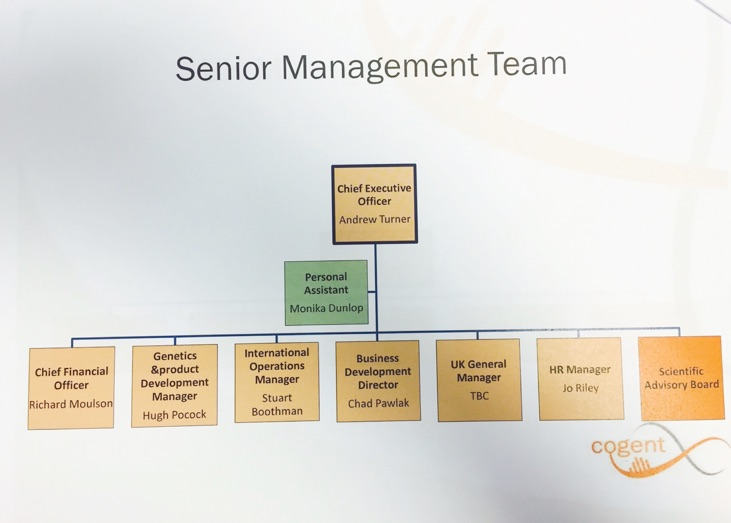 Senior Management Team
Chief Executive
Officer
Andrew Turner
Personal
Assistant
Monika Dunlop
Chief Financial
Officer
Richard Moulson
Genetics
&product
Development
Manager
Hugh Pocock
International
Operations
Manager
Stuart
Boothman
Business
Development
Director
Chad Pawlak
UK General
Manager
TBC
HR Manager
Jo Riley
Scientific
Advisory Board
cogent